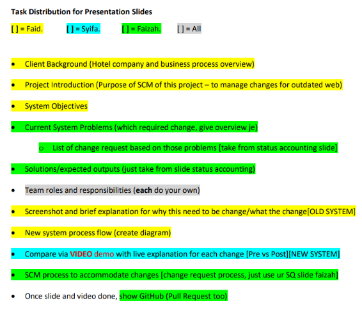 Task Distribution for Presentation Slides
[ ] = Faid. [ ] = Syifa. [ ] = Faizah. [ ] = All
• Client Background (Hotel company and business process overview)
• Project Introduction (Purpose of SCM of this project – to manage changes for outdated web)
• System Objectives
• Current System Problems (which required change, give overview je)
o List of change request based on those problems [take from status accounting slide]
• Solutions/expected outputs (just take from slide status accounting)
• Team roles and responsibilities (each do your own)
• Screenshot and brief explanation for why this need to be change/what the change[OLD SYSTEM]
• New system process flow (create diagram)
• Compare via VIDEO demo with live explanation for each change [Pre vs Post][NEW SYSTEM]
• SCM process to accommodate changes [change request process, just use ur SQ slide faizah]
• Once slide and video done, show GitHub (Pull Request too)